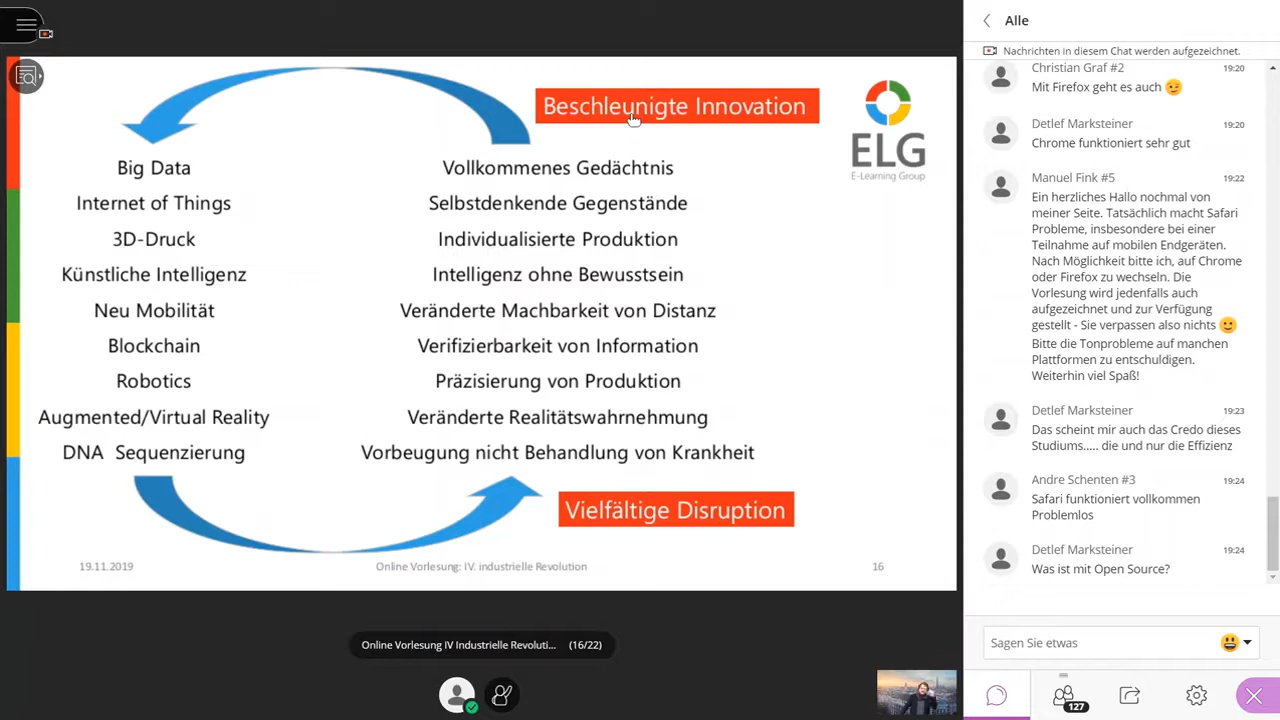 Beschleunigte Innovation
ELG
E-Learning Group
Big Data
Vollkommenes Gedächtnis
Internet of Things
Selbstdenkende Gegenstände
3D-Druck
Individualisierte Produktion
Künstliche Intelligenz
Intelligenz ohne Bewusstsein
Neu Mobilität
Veränderte Machbarkeit von Distanz
Blockchain
Verifizierbarkeit von Information
Robotics
Präzisierung von Produktion
Augmented/Virtual Reality
Veränderte Realitätswahrnehmung
DNA Sequenzierung
Vorbeugung nicht Behandlung von Krankheit
Vielfältige Disruption
19.11.2019
Online Vorlesung: IV. industrielle Revolution
16
Online Vorlesung IV Industrielle Revoluti... (16/22)
Alle
Nachrichten in diesem Chat werden aufgezeichnet.
Christian Graf #2 19:20
Mit Firefox geht es auch
Detlef Marksteiner 19:20
Chrome funktioniert sehr gut
Manuel Fink #5 19:22
Ein herzliches Hallo nochmal von
meiner Seite. Tatsächlich macht Safari
Probleme, insbesondere bei einer
Teilnahme auf mobilen Endgeräten.
Nach Möglichkeit bitte ich, auf Chrome
oder Firefox zu wechseln. Die
Vorlesung wird jedenfalls auch
aufgezeichnet und zur Verfügung
gestellt - Sie verpassen also nichts
Bitte die Tonprobleme auf manchen
Plattformen zu entschuldigen.
Weiterhin viel Spaß!
Detlef Marksteiner 19:23
Das scheint mir auch das Credo dieses
Studiums..... die und nur die Effizienz
Andre Schenten #3 19:24
Safari funktioniert vollkommen
Problemlos
Detlef Marksteiner 19:24
Was ist mit Open Source?
Sagen Sie etwas
127